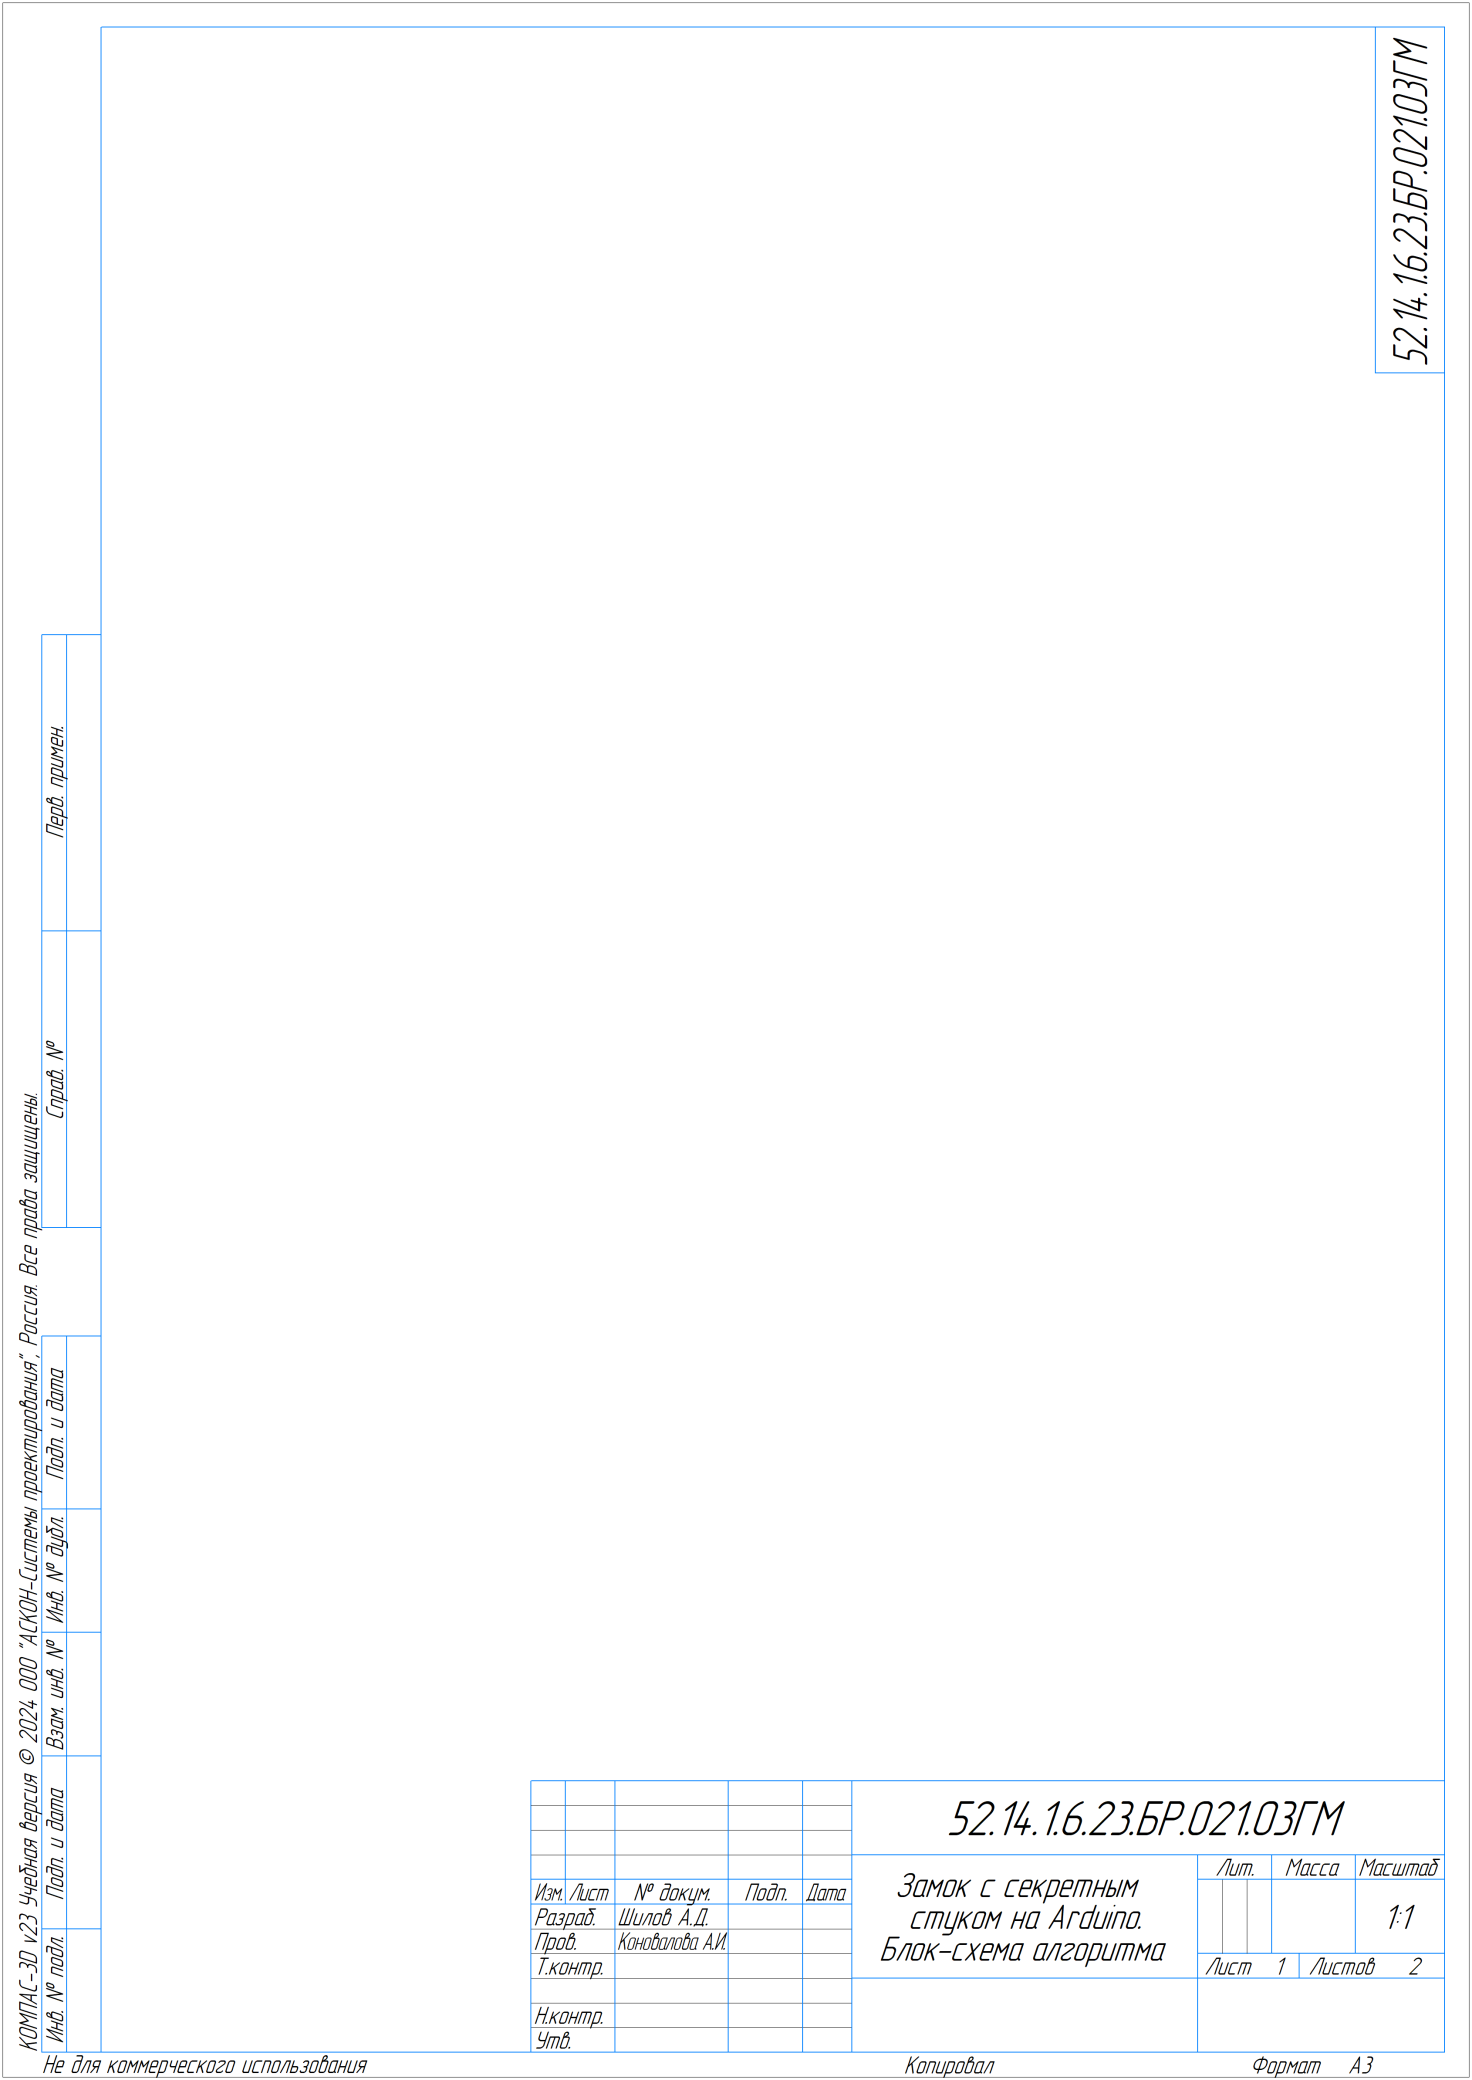 52.14.1.6.23.БР.021.03ГМ
Перв. примен.
Справ. №
Подп. и дата
Инв. № дубл.
Взам. инв. №
Подп. и дата
Инв. № подл.
КОМПАС-3D v23 Учебная версия © 2024 ООО "АСКОН-Системы проектирования", Россия. Все права защищены.
52.14.1.6.23.БР.021.03ГМ
Изм. Лист № докум. Подп. Дата
Разраб. Шилов А.Д.
Пров. Коновалова А.И.
Т.контр.
Н.контр.
Утв.
Замок с секретным
стуком на Arduino.
Блок-схема алгоритма
Лит. Масса Масштаб
1:1
Лист 1 Листов 2
Не для коммерческого использования
Копировал
Формат А3